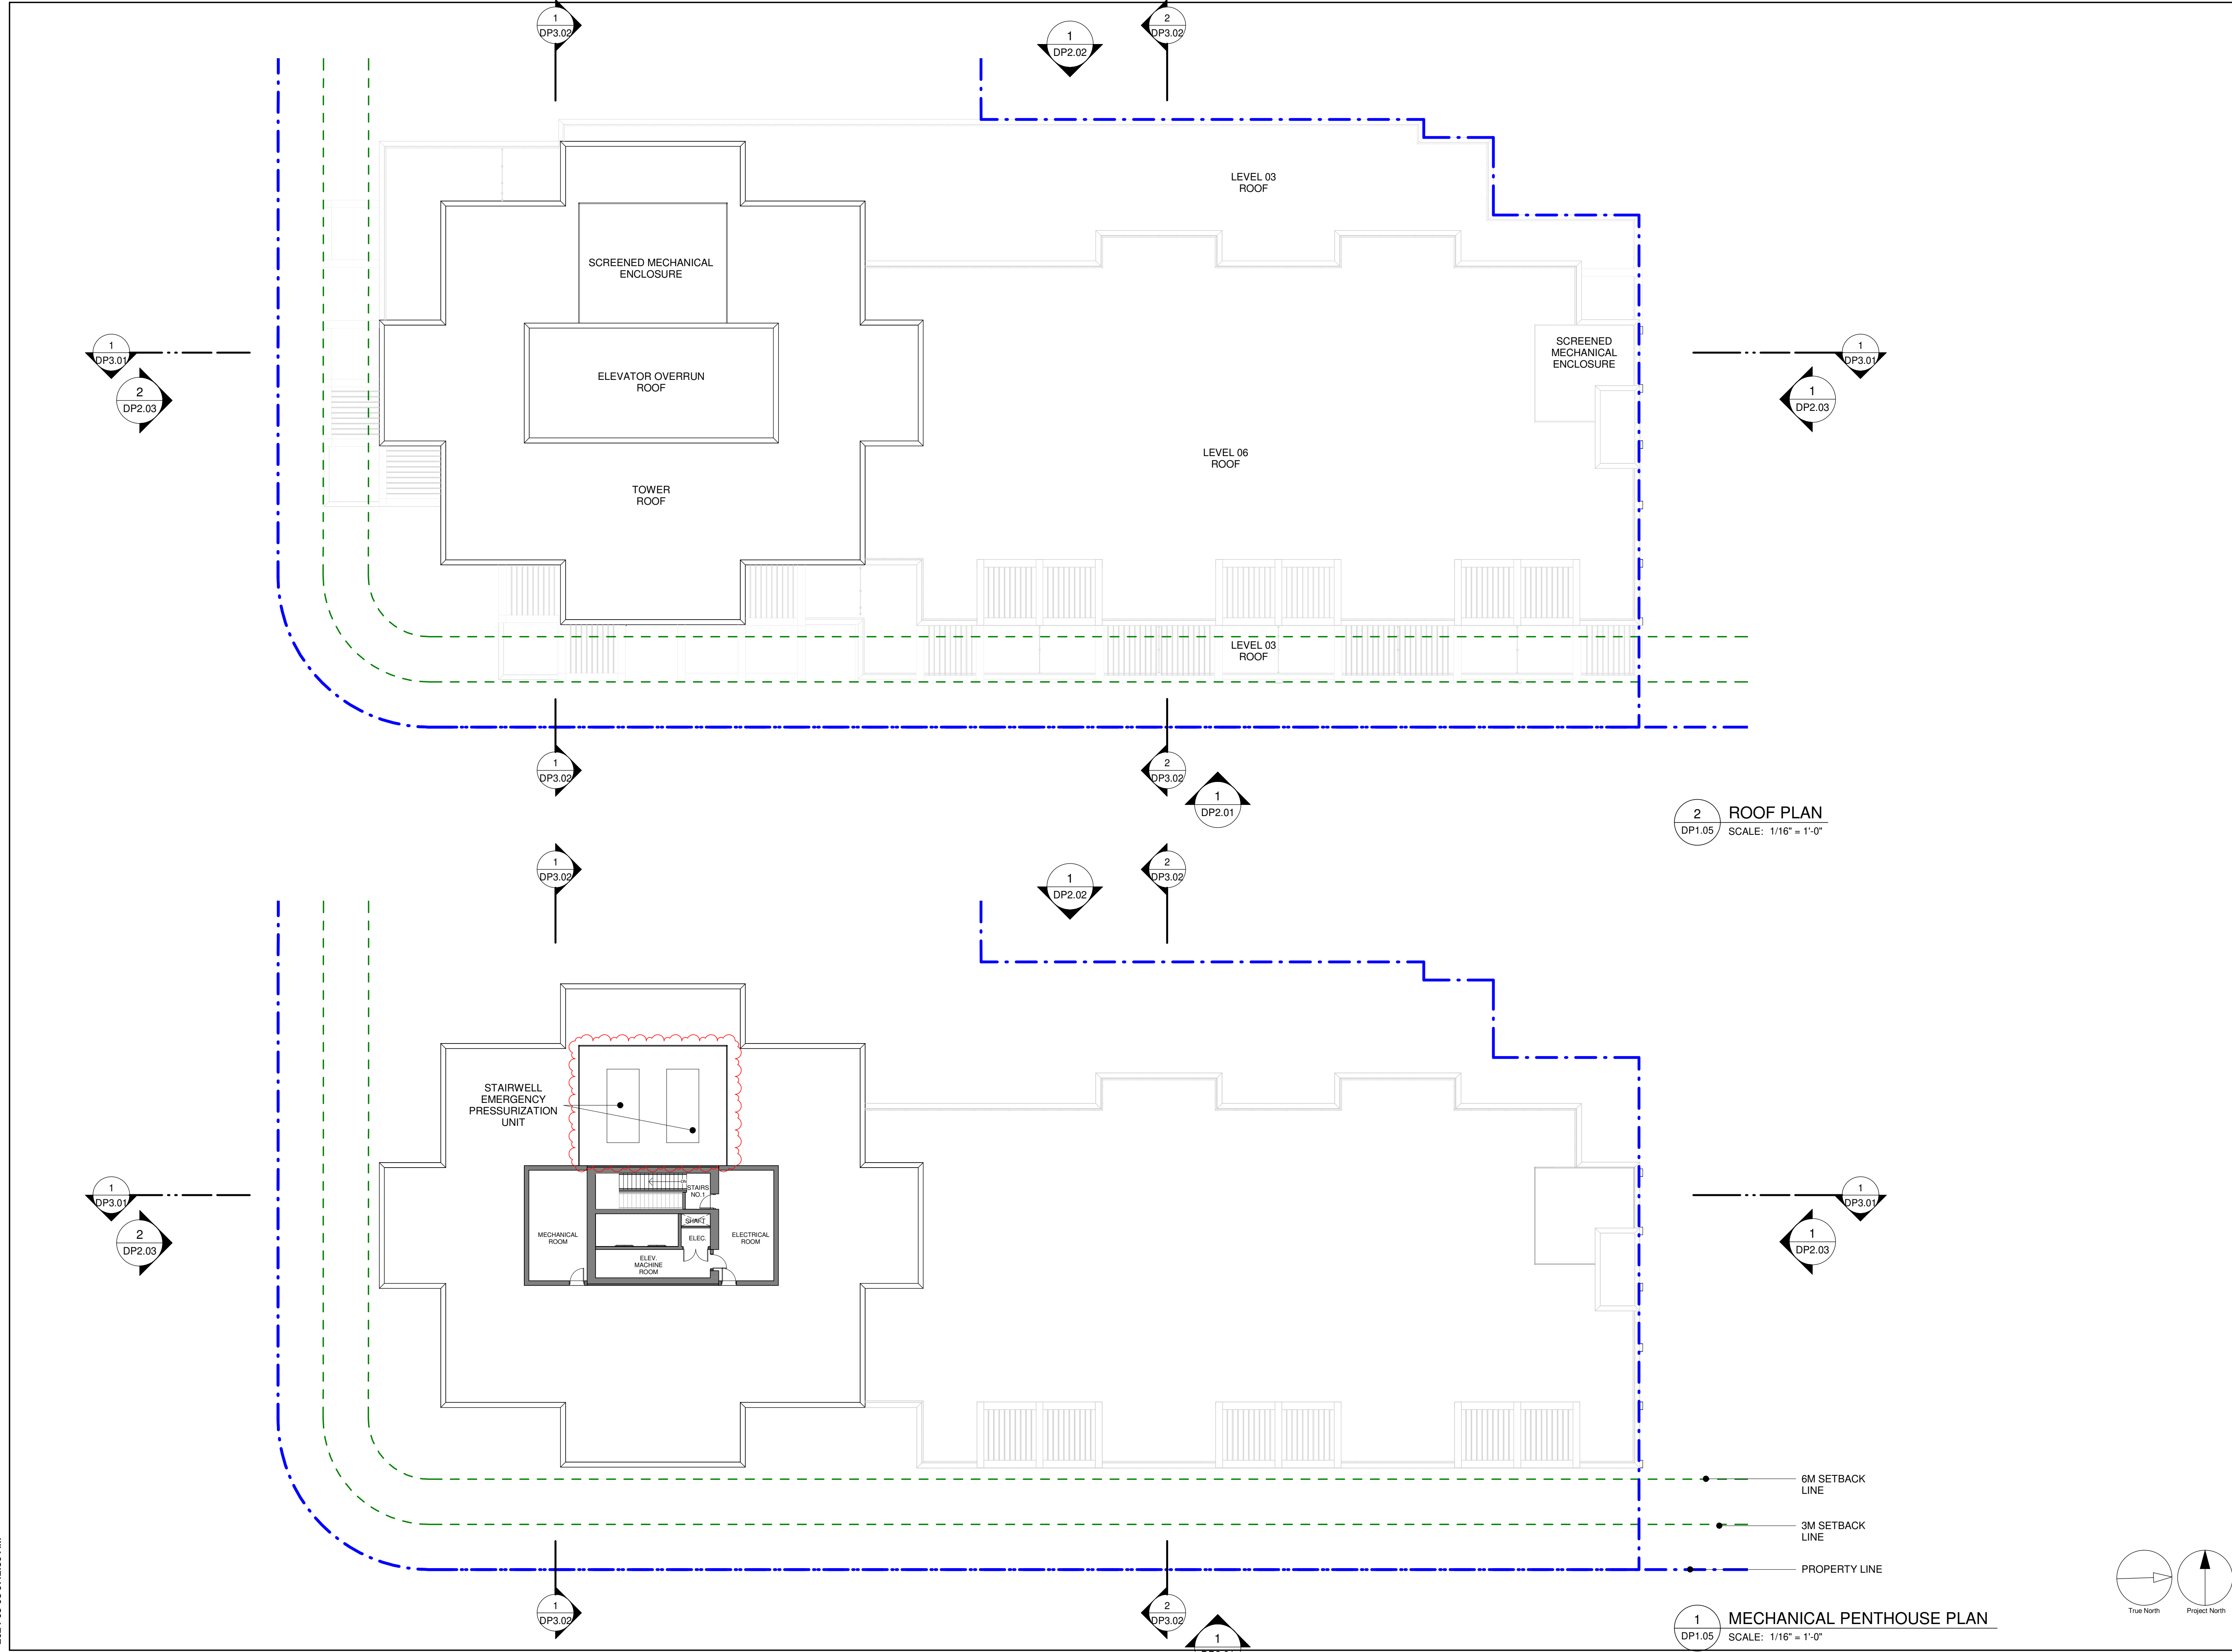 1
DP3.02
1
DP2.02
2
DP3.02
LEVEL 03
ROOF
SCREENED MECHANICAL
ENCLOSURE
1
DP3.01
2
DP2.03
ELEVATOR OVERRUN
ROOF
SCREENED
MECHANICAL
ENCLOSURE
1
DP3.01
1
DP2.03
LEVEL 06
ROOF
TOWER
ROOF
LEVEL 03
ROOF
1
DP3.02
2
DP3.02
1
DP2.01
2
DP1.05
ROOF PLAN
SCALE: 1/16" = 1'-0"
1
DP3.02
1
DP2.02
2
DP3.02
STAIRWELL
EMERGENCY
PRESSURIZATION
UNIT
1
DP3.01
2
DP2.03
STAIRS
NO.1
SHAFT
MECHANICAL
ROOM
ELEC.
ELECTRICAL
ROOM
ELEV.
MACHINE
ROOM
1
DP3.01
1
DP2.03
6M SETBACK
LINE
3M SETBACK
LINE
PROPERTY LINE
1
DP3.02
2
DP3.02
1
1
DP1.05
MECHANICAL PENTHOUSE PLAN
SCALE: 1/16" = 1'-0"
True North
Project North